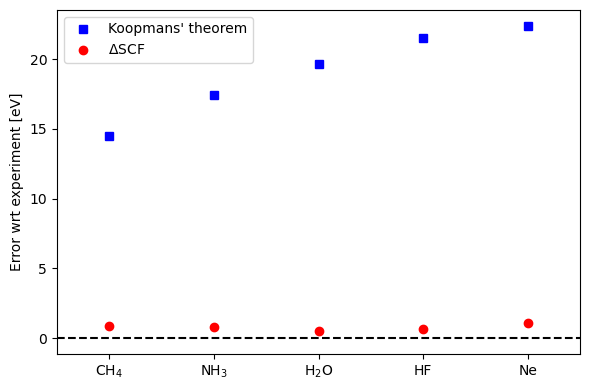 Koopmans' theorem
ΔSCF
Error wrt experiment [eV]
20
15
10
5
0
CH₄ NH₃ H₂O HF Ne